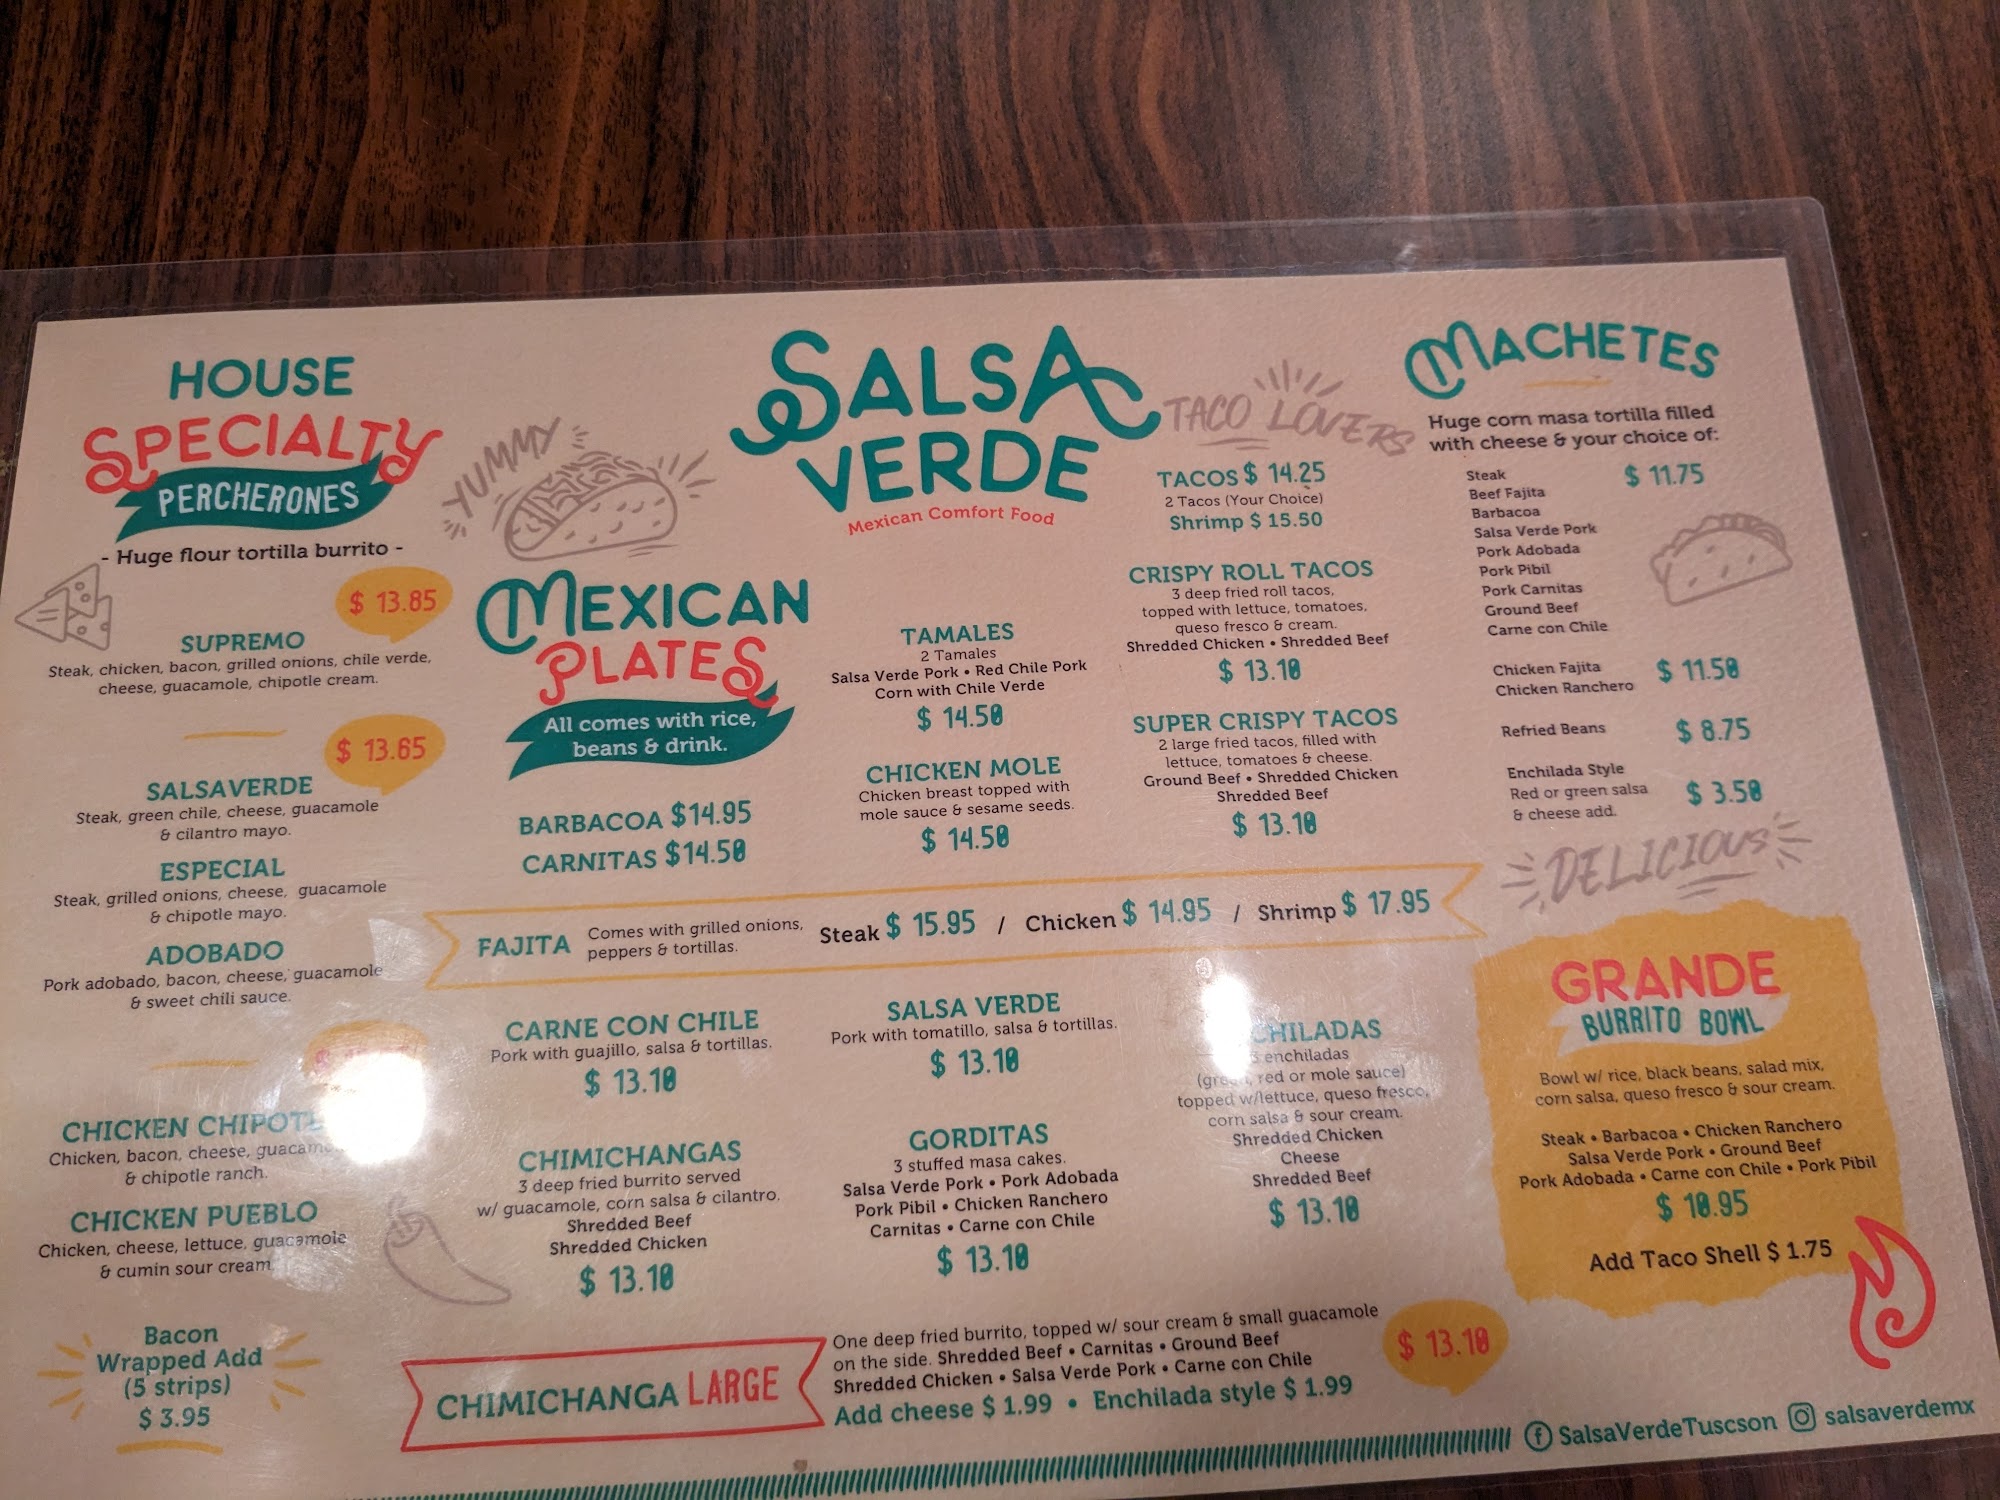 HOUSE
SPECIALTY
PERCHERONES
- Huge flour tortilla burrito -
$ 13.85
SUPREMO
Steak, chicken, bacon, grilled onions, chile verde,
cheese, guacamole, chipotle cream.
$ 13.65
SALSAVERDE
Steak, green chile, cheese, guacamole
& cilantro mayo.
ESPECIAL
Steak, grilled onions, cheese, guacamole
& chipotle mayo.
ADOBADO
Pork adobado, bacon, cheese, guacamole
& sweet chili sauce.
CHICKEN
Chicken, bacon, cheese,
& chipotle ranch.
CHICKEN PUEBLO
Chicken, cheese, lettuce, guacamole
& cumin sour cream.
Bacon
Wrapped Add
(5 strips)
$ 3.95
YUMMY
MEXICAN
PLATES
All comes with rice,
beans & drink.
BARBACOA $14.95
CARNITAS $14.50
SALSA
VERDE
Mexican Comfort Food
TAMALES
2 Tamales
Salsa Verde Pork • Red Chile Pork
Corn with Chile Verde
$ 14.50
CHICKEN MOLE
Chicken breast topped with
mole sauce & sesame seeds.
$ 14.50
TACO LOVERS
TACOS $ 14.25
2 Tacos (Your Choice)
Shrimp $ 15.50
CRISPY ROLL TACOS
3 deep fried roll tacos,
topped with lettuce, tomatoes,
queso fresco & cream.
Shredded Chicken • Shredded Beef
$ 13.10
SUPER CRISPY TACOS
2 large fried tacos, filled with
lettuce, tomatoes & cheese.
Ground Beef • Shredded Chicken
Shredded Beef
$ 13.10
FAJITA Comes with grilled onions,
peppers & tortillas.
Steak $ 15.95 / Chicken $ 14.95 / Shrimp $ 17.95
CARNE CON CHILE
Pork with guajillo, salsa & tortillas.
$ 13.10
CHIMICHANGAS
3 deep fried burrito served
w/ guacamole, corn salsa & cilantro.
Shredded Beef
Shredded Chicken
$ 13.10
SALSA VERDE
Pork with tomatillo, salsa & tortillas.
$ 13.10
GORDITAS
3 stuffed masa cakes.
Salsa Verde Pork • Pork Adobada
Pork Pibil • Chicken Ranchero
Carnitas • Carne con Chile
$ 13.10
3 enchiladas
red or mole sauce)
topped w/lettuce, queso fresco,
corn salsa & sour cream.
Shredded Chicken
Cheese
Shredded Beef
$ 13.10
CHIMICHANGA LARGE
One deep fried burrito, topped w/ sour cream & small guacamole
on the side. Shredded Beef • Carnitas • Ground Beef
Shredded Chicken • Salsa Verde Pork • Carne con Chile
Add cheese $ 1.99 • Enchilada style $ 1.99
$ 13.10
MACHETES
Huge corn masa tortilla filled
with cheese & your choice of:
Steak $ 11.75
Beef Fajita
Barbacoa
Salsa Verde Pork
Pork Adobada
Pork Pibil
Pork Carnitas
Ground Beef
Carne con Chile
Chicken Fajita $ 11.50
Chicken Ranchero
Refried Beans $ 8.75
Enchilada Style
Red or green salsa $ 3.50
& cheese add.
DELICIOUS
GRANDE
BURRITO BOWL
Bowl w/ rice, black beans, salad mix,
corn salsa, queso fresco & sour cream.
Steak • Barbacoa • Chicken Ranchero
Salsa Verde Pork • Ground Beef
Pork Adobada • Carne con Chile • Pork Pibil
$ 10.95
Add Taco Shell $ 1.75
SalsaVerdeTuscson salsaverdemx